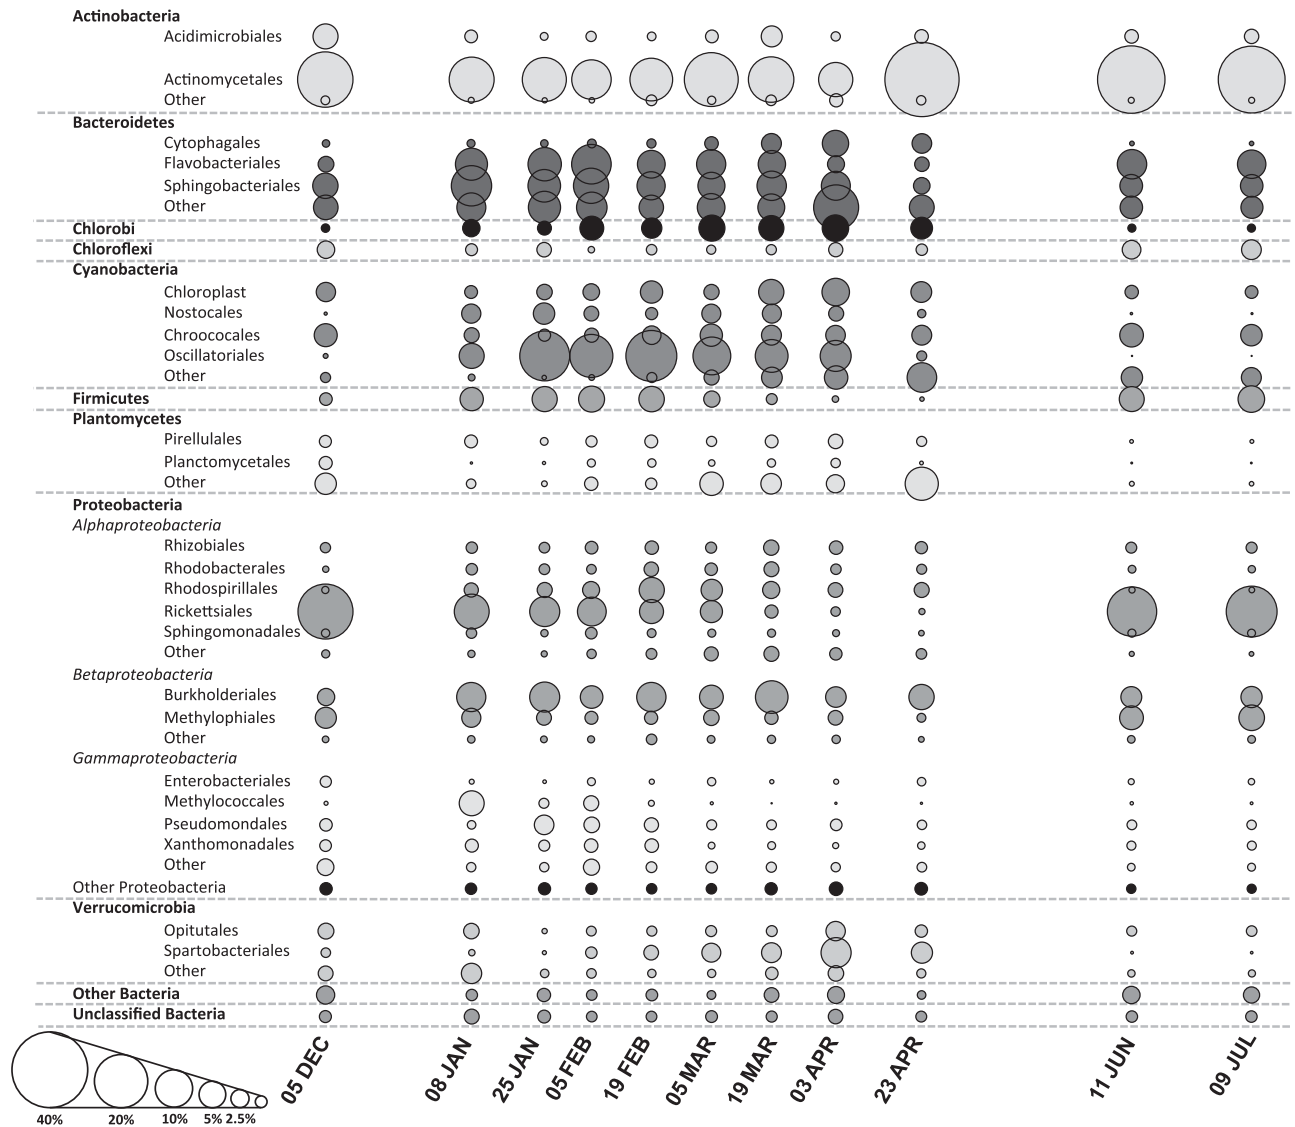 Actinobacteria
Acidimicrobiales
Actinomycetales
Other
Bacteroidetes
Cytophagales
Flavobacteriales
Sphingobacteriales
Other
Chlorobi
Chloroflexi
Cyanobacteria
Chloroplast
Nostocales
Chroococales
Oscillatoriales
Other
Firmicutes
Plantomycetes
Pirellulales
Planctomycetales
Other
Proteobacteria
Alphaproteobacteria
Rhizobiales
Rhodobacterales
Rhodospirillales
Rickettsiales
Sphingomonadales
Other
Betaproteobacteria
Burkholderiales
Methylophiales
Other
Gammaproteobacteria
Enterobacteriales
Methylococcales
Pseudomondales
Xanthomonadales
Other
Other Proteobacteria
Verrucomicrobia
Opitutales
Spartobacteriales
Other
Other Bacteria
Unclassified Bacteria
05 DEC 08 JAN 25 JAN 05 FEB 19 FEB 05 MAR 19 MAR 03 APR 23 APR 11 JUN 09 JUL
40% 20% 10% 5% 2.5%